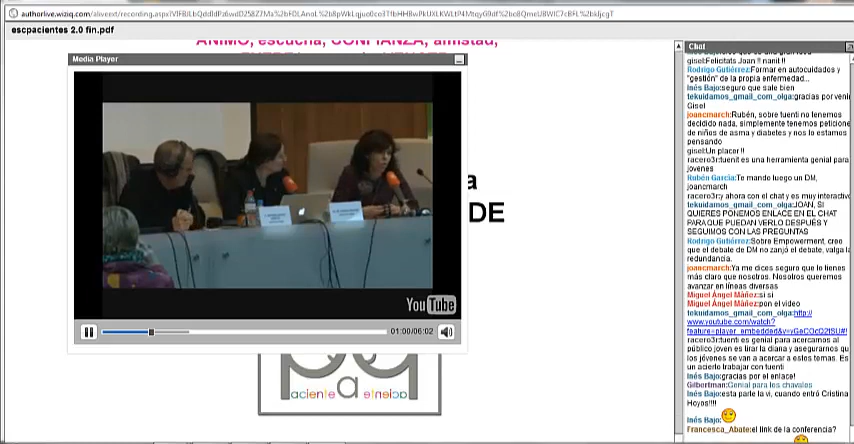 authorlive.wiziq.com/aliveext/recording.aspx?
escpacientes 2.0 fin.pdf
ANIMO, escucha, CONFIANZA, amistad,
Media Player
a
DE
YouTube
01:00/06:02
aciente
Chat
gisel:Felicitats Joan !! nanit !!
Rodrigo Gutiérrez:Formar en autocuidados y
"gestión" de la propia enfermedad...
Inés Bajo:seguro que sale bien
tekuidamos_gmail_com_olga:gracias por venir
Gisel
joancmarch:Rubén, sobre tuenti no tenemos
decidido nada, simplemente tenemos peticione
de niños de asma y diabetes y nos lo estamos
pensando
gisel:Un placer !!
racero3r:tuenit es una herramienta genial para
jovenes
Rubén García:Te mando luego un DM,
joancmarch
racero3r:y ahora con el chat y es muy interactivo
tekuidamos_gmail_com_olga:JOAN, SI
QUIERES PONEMOS ENLACE EN EL CHAT
PARA QUE PUEDAN VERLO DESPUÉS Y
SEGUIMOS CON LAS PREGUNTAS
Rodrigo Gutiérrez:Sobre Empowerment, creo
que el debate de DM no zanjó el debate, valga la
redundancia.
joancmarch:Ya me dices seguro que lo tienes
más claro que nosotros. Nosotros queremos
avanzar en líneas diversas
Miguel Ángel Máñez:si si
Miguel Ángel Máñez:pon el video
tekuidamos_gmail_com_olga:http://
www.youtube.com/watch?
racero3r:tuenti es genial para acercarnos al
público joven es tirar la diana y asegurarnos que
los jóvenes se van a acercar a estos temas. Es
un acierto trabajar con tuenti
Inés Bajo:gracias por el enlace!
Gilbertman:Genial para los chavales
Inés Bajo:esta parte la vi, cuando entró Cristina
Hoyos!!!!
Inés Bajo:
Francesca_Abate:el link de la conferencia?